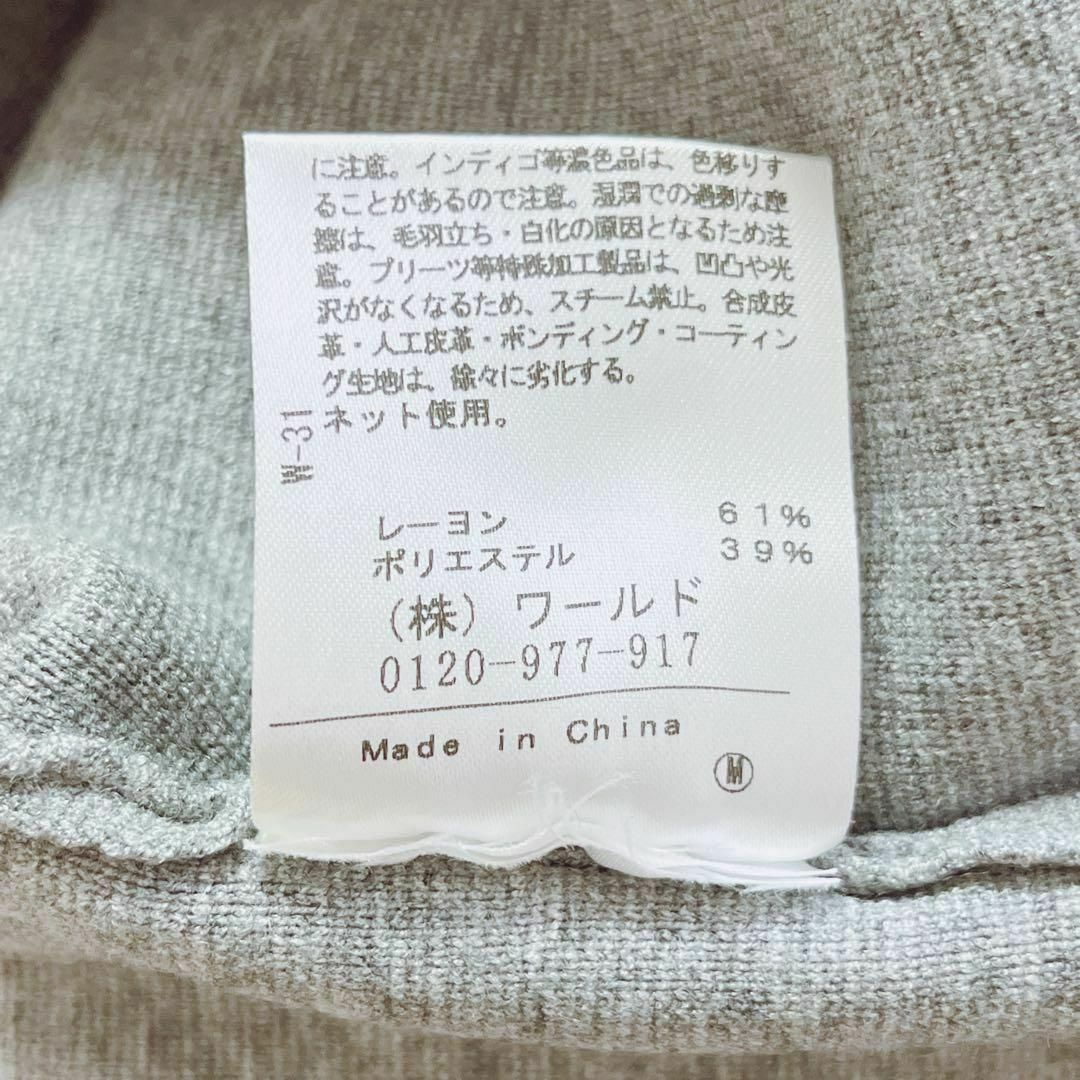 に注意。インディゴ等濃色品は、色移りす
ることがあるので注意。湿潤での過剰な摩
擦は、毛羽立ち・白化の原因となるため注
意。プリーツ等特殊加工製品は、凹凸や光
沢がなくなるため、スチーム禁止。合成皮
革・人工皮革・ボンディング・コーティン
グ生地は、徐々に劣化する。
ネット使用。
W-31
レーヨン 61%
ポリエステル 39%
(株)ワールド
0120-977-917
Made in China